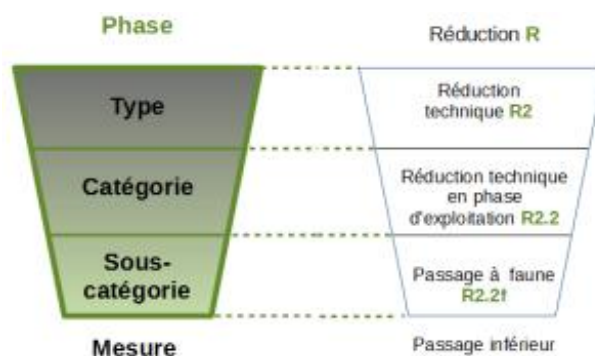 Phase
Réduction R
Type
Réduction
technique R2
Catégorie
Réduction technique
en phase
d'exploitation R2.2
Sous-
catégorie
Passage à faune
R2.2f
Mesure
Passage inférieur